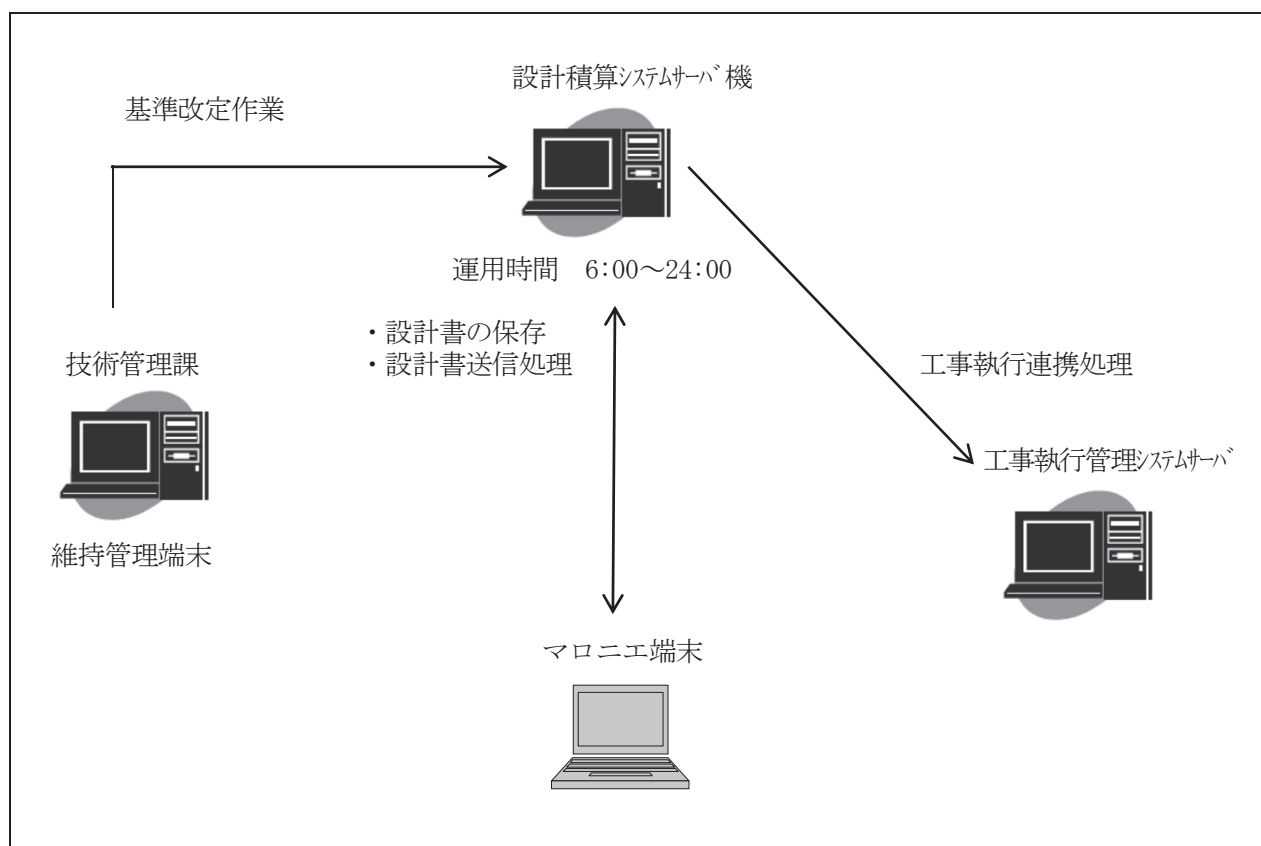 設計積算ｼｽﾃﾑｻｰﾊﾞ機
基準改定作業
運用時間　6:00～24:00
・設計書の保存
・設計書送信処理
技術管理課
工事執行連携処理
工事執行管理ｼｽﾃﾑｻｰﾊﾞ
維持管理端末
マロニエ端末